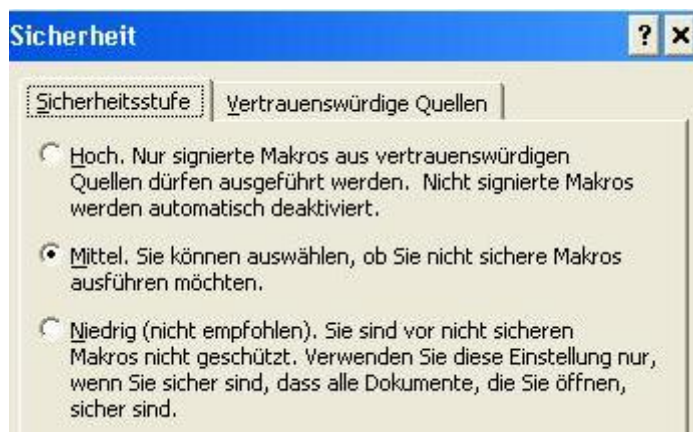 Sicherheit
Sicherheitsstufe
Vertrauenswürdige Quellen
Hoch. Nur signierte Makros aus vertrauenswürdigen
Quellen dürfen ausgeführt werden. Nicht signierte Makros
werden automatisch deaktiviert.
Mittel. Sie können auswählen, ob Sie nicht sichere Makros
ausführen möchten.
Niedrig (nicht empfohlen). Sie sind vor nicht sicheren
Makros nicht geschützt. Verwenden Sie diese Einstellung nur,
wenn Sie sicher sind, dass alle Dokumente, die Sie öffnen,
sicher sind.